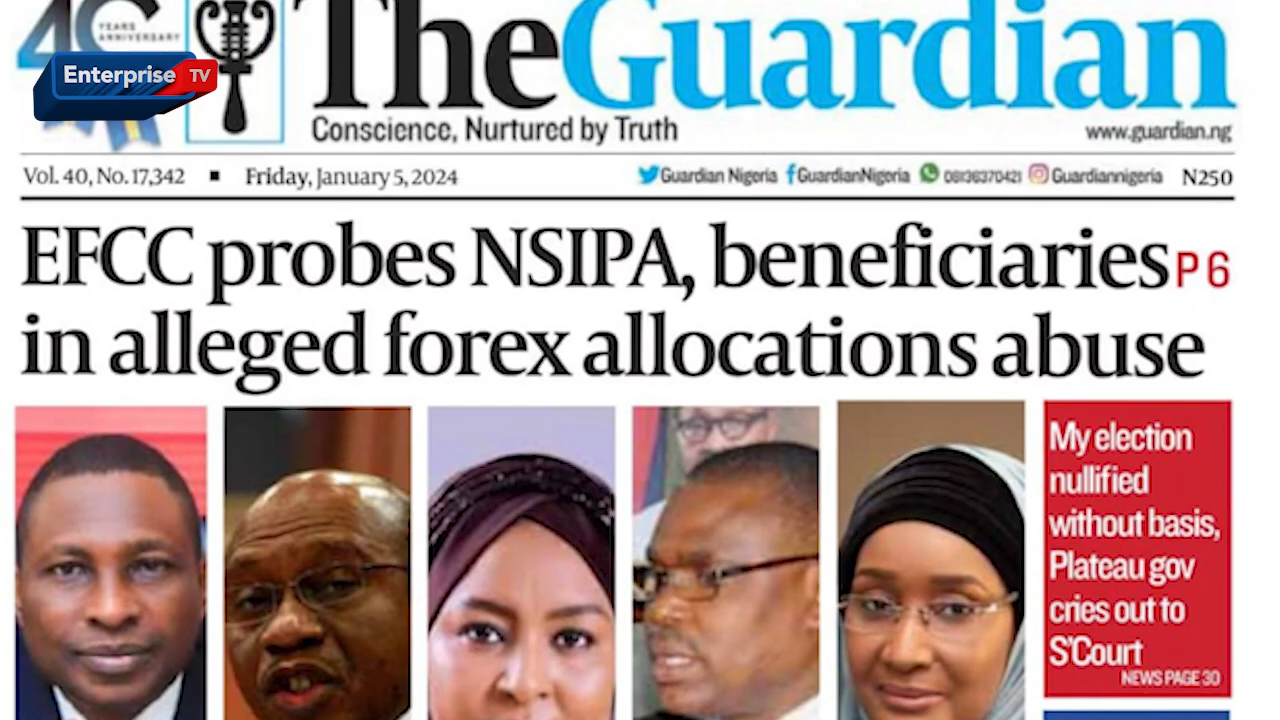 40 YEARS
ANNIVERSARY
Enterprise TV
TheGuardian
Conscience, Nurtured by Truth
www.guardian.ng
Vol. 40, No. 17,342 ■ Friday, January 5, 2024 Guardian Nigeria GuardianNigeria 08136370421 Guardiannigeria N250
EFCC probes NSIPA, beneficiaries P 6
in alleged forex allocations abuse
My election
nullified
without basis,
Plateau gov
cries out to
S'Court
NEWS PAGE 30